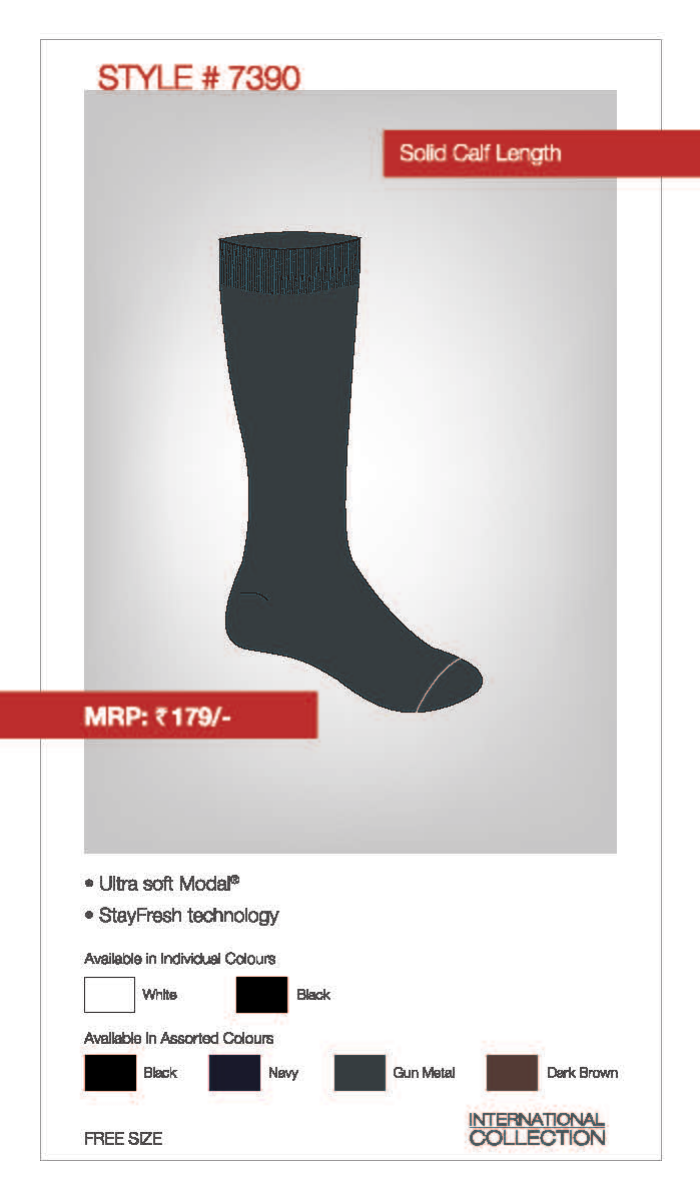 STYLE # 7390
Solid Calf Length
MRP: ₹ 179/-
• Ultra soft Modal®
• StayFresh technology
Available in Individual Colours
White Black
Available in Assorted Colours
Black Navy Gun Metal Dark Brown
FREE SIZE
INTERNATIONAL
COLLECTION